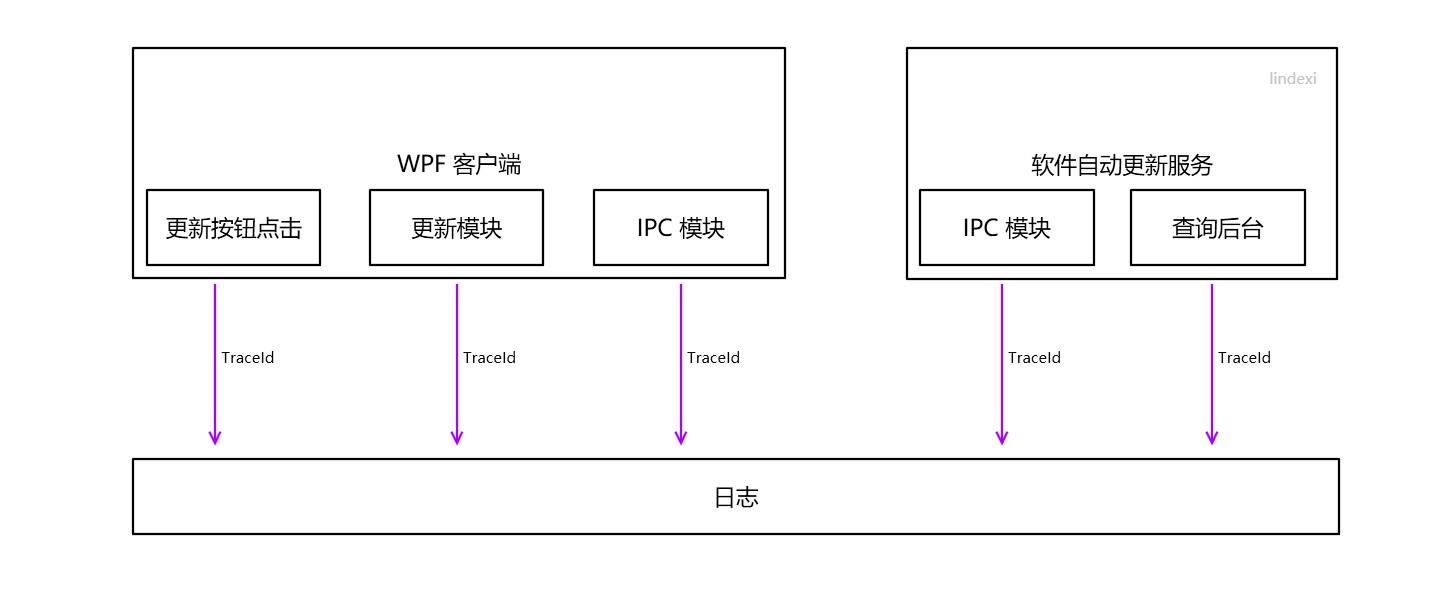 lindexi
WPF 客户端
软件自动更新服务
更新按钮点击
更新模块
IPC 模块
IPC 模块
查询后台
TraceId
TraceId
TraceId
TraceId
TraceId
日志